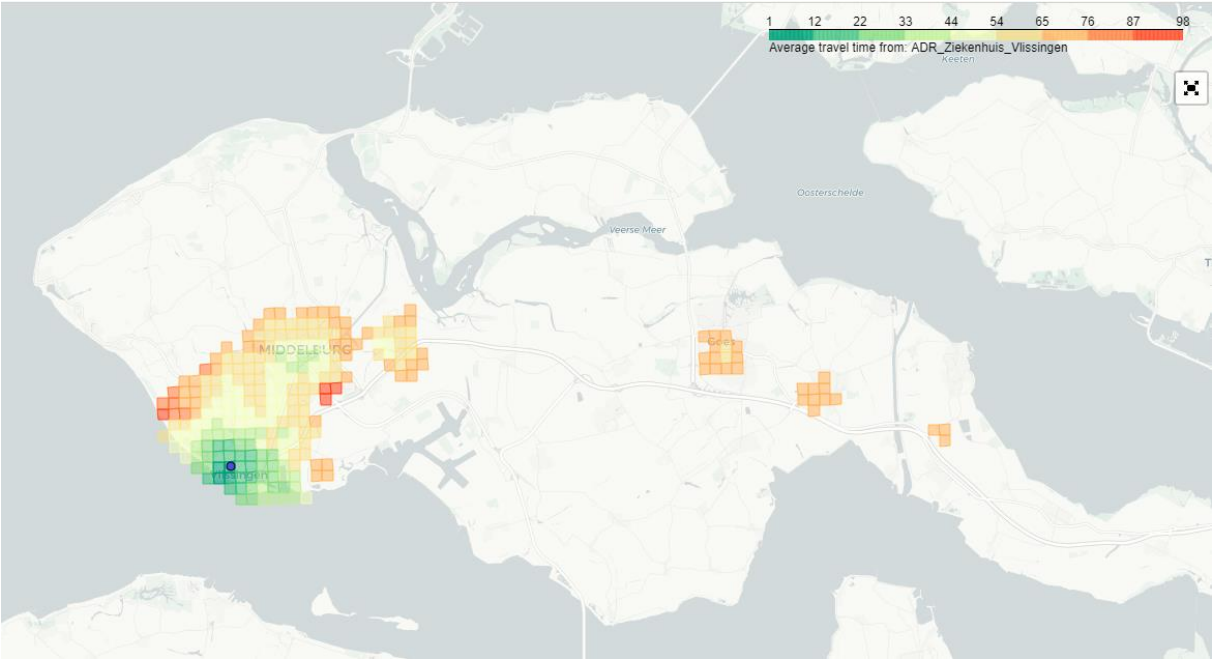 1 12 22 33 44 54 65 76 87 98
Average travel time from: ADR_Ziekenhuis_Vlissingen
Keeten
Oosterschelde
Veerse Meer
T
Goes
MIDDELBURG
Vlissingen